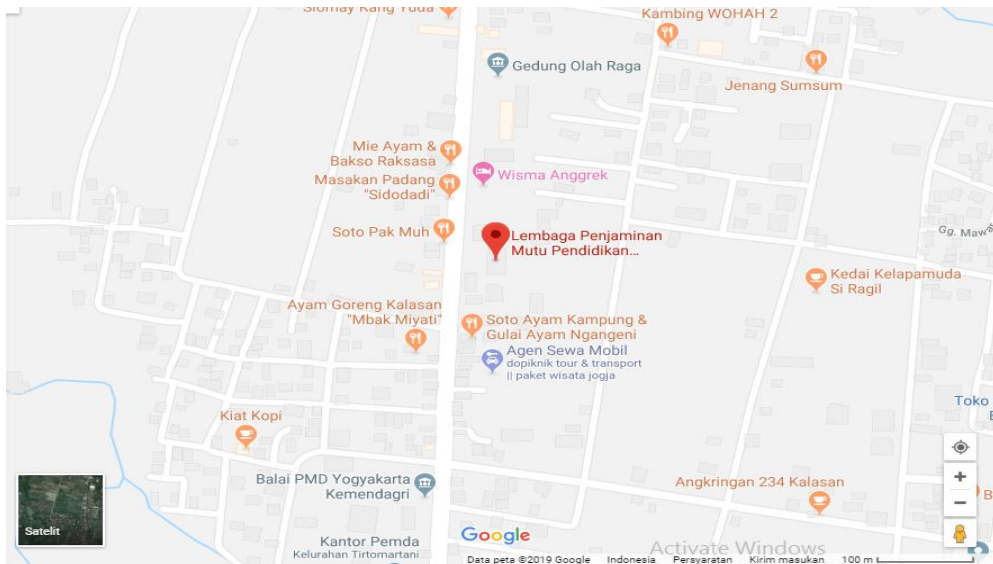 Siomay Kang Yuda
Kambing WOHAH 2
Gedung Olah Raga
Jenang Sumsum
Mie Ayam &
Bakso Raksasa
Wisma Anggrek
Masakan Padang
"Sidodadi"
Soto Pak Muh
Lembaga Penjaminan
Mutu Pendidikan...
Gg. Mawa
Kedai Kelapamuda
Si Ragil
Ayam Goreng Kalasan
"Mbak Miyati"
Soto Ayam Kampung &
Gulai Ayam Ngangeni
Agen Sewa Mobil
dopiknik tour & transport
|| paket wisata jogja
Toko
Kiat Kopi
Balai PMD Yogyakarta
Kemendagri
Angkringan 234 Kalasan
B
Satelit
Google
Kantor Pemda
Kelurahan Tirtomartani
Activate Windows
Data peta ©2019 Google Indonesia Persyaratan Kirim masukan 100 m